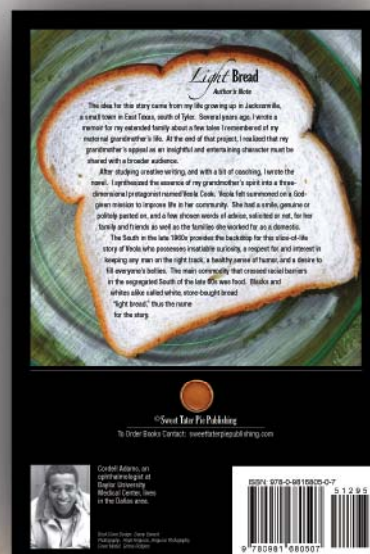 Light Bread
Author's Note
The idea for this story came from my life growing up in Jacksonville,
a small town in East Texas, south of Tyler. Several years ago, I wrote a
memoir for my extended family about a few tales I remembered of my
maternal grandmother's life. At the end of that project, I realized that my
grandmother's appeal as an insightful and entertaining character must be
shared with a broader audience.
After studying creative writing, and with a bit of coaching, I wrote the
novel. I synthesized the essence of my grandmother's spirit into a three-
dimensional protagonist named Veola Cook. Veola felt summoned on a God-
given mission to improve life in her community. She had a smile, genuine or
politely pasted on, and a few chosen words of advice, solicited or not, for her
family and friends as well as the families she worked for as a domestic.
The South in the late 1960s provides the backdrop for this slice-of-life
story of Veola who possesses insatiable curiosity, a respect for and interest in
keeping any man on the right track, a healthy sense of humor, and a desire to
fill everyone's bellies. The main commodity that crossed racial barriers
in the segregated South of the late 60s was food. Blacks and
whites alike called white, store-bought bread
"light bread," thus the name
for the story.
©Sweet Tater Pie Publishing
To Order Books Contact: sweettaterpiepublishing.com
Cordell Adams, an
ophthalmologist at
Baylor University
Medical Center, lives
in the Dallas area.
ISBN 978-0-9816805-0-7
51295
9 780981 680507